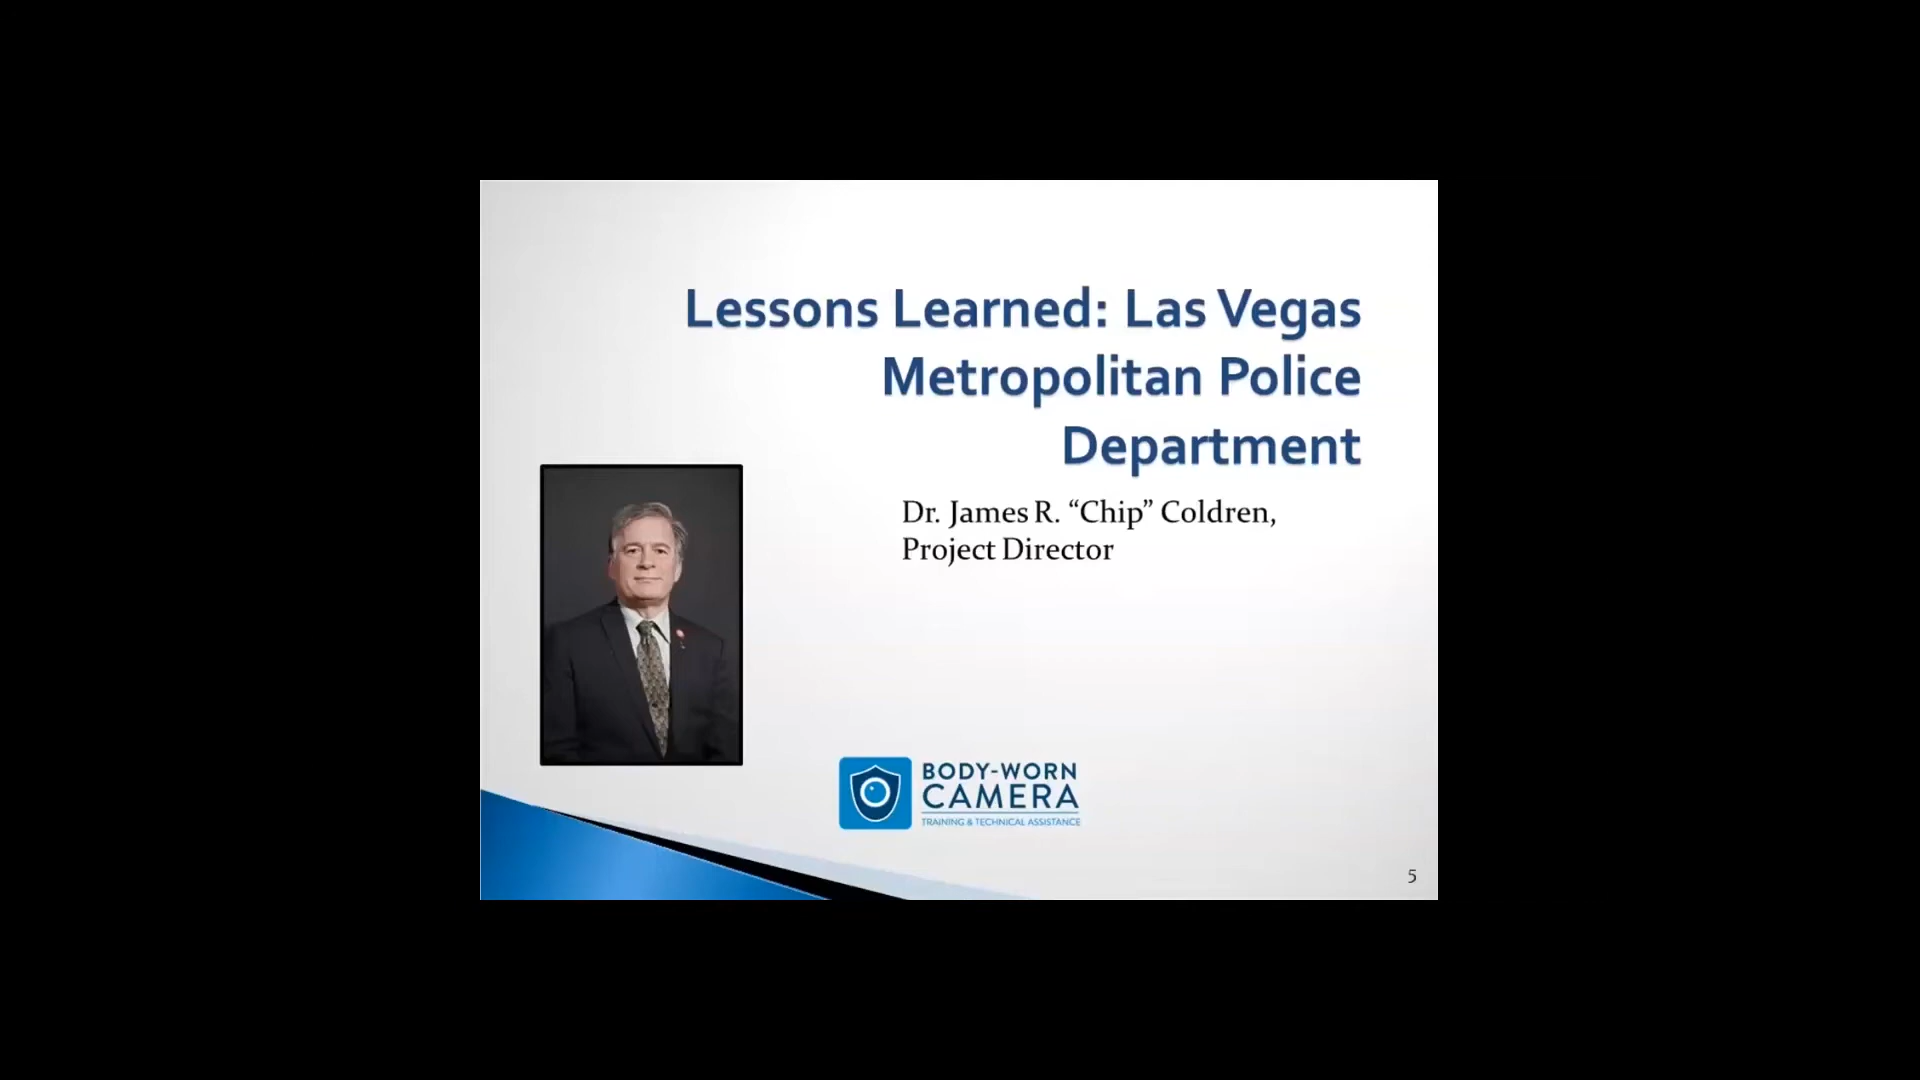 Lessons Learned: Las Vegas
Metropolitan Police
Department
Dr. James R. “Chip” Coldren,
Project Director
BODY-WORN
CAMERA
TRAINING & TECHNICAL ASSISTANCE
5